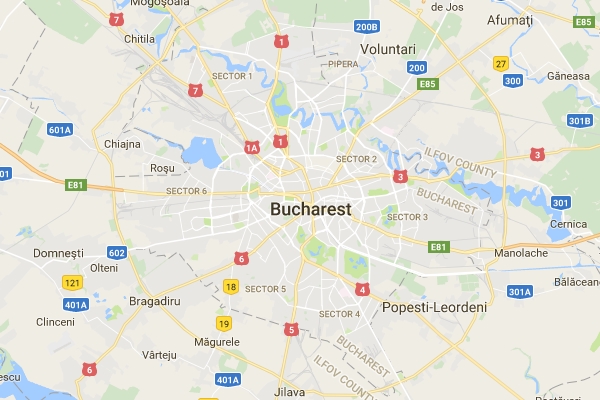 Mogoșoaia
7
Chitila
1
200B
de Jos
Afumați
E85
Voluntari
PIPERA
SECTOR 1
200
27
300
E85
Găneasa
7
301B
601A
Chiajna
1A
1
SECTOR 2
ILFOV COUNTY
3
Roșu
3
01
E81
SECTOR 6
BUCHAREST
301
Bucharest
SECTOR 3
Cernica
Domnești
602
6
E81
Manolache
Olteni
121
18
SECTOR 5
4
301A
Bălăcean
401A
Bragadiru
Popesti-Leordeni
Clinceni
19
SECTOR 4
Măgurele
5
Vârteju
BUCHAREST
ILFOV COUNTY
6
escu
401A
Jilava